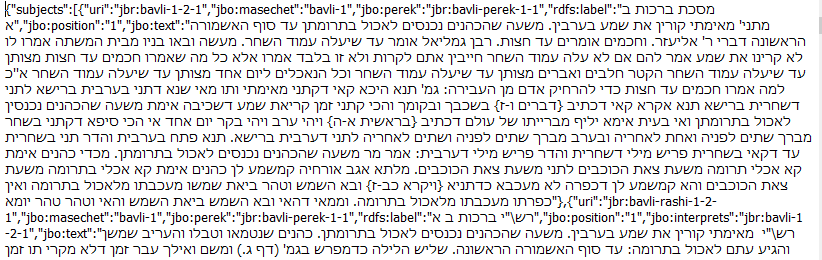 {"subjects":[{"uri":"jbr:bavli-1-2-1","jbo:masechet":"bavli-1","jbo:perek":"jbr:bavli-perek-1-1","rdfs:label":"מסכת ברכות ב
א","jbo:position":"1","jbo:text":"מתני' מאימתי קורין את שמע בערבין. משעה שהכהנים נכנסים לאכול בתרומתן עד סוף האשמורה
הראשונה דברי ר' אליעזר. וחכמים אומרים עד חצות. רבן גמליאל אומר עד שיעלה עמוד השחר. מעשה ובאו בניו מבית המשתה אמרו לו
לא קרינו את שמע אמר להם אם לא עלה עמוד השחר חייבין אתם לקרות ולא זו בלבד אמרו אלא כל מה שאמרו חכמים עד חצות מצותן
עד שיעלה עמוד השחר הקטר חלבים ואברים מצותן עד שיעלה עמוד השחר וכל הנאכלים ליום אחד מצותן עד שיעלה עמוד השחר א"כ
למה אמרו חכמים עד חצות כדי להרחיק אדם מן העבירה: גמ' תנא היכא קאי דקתני מאימתי ותו מאי שנא דתני בערבית ברישא לתני
דשחרית ברישא תנא אקרא קאי דכתיב {דברים ו-ז} בשכבך ובקומך והכי קתני זמן קריאת שמע דשכיבה אימת משעה שהכהנים נכנסין
לאכול בתרומתן ואי בעית אימא יליף מברייתו של עולם דכתיב {בראשית א-ה} ויהי ערב ויהי בקר יום אחד אי הכי סיפא דקתני בשחר
מברך שתים לפניה ואחת לאחריה ובערב מברך שתים לפניה ושתים לאחריה לתני דערבית ברישא. תנא פתח בערבית והדר תני בשחרית
עד דקאי בשחרית פריש מילי דשחרית והדר פריש מילי דערבית: אמר מר משעה שהכהנים נכנסים לאכול בתרומתן. מכדי כהנים אימת
קא אכלי תרומה משעת צאת הכוכבים לתני משעת צאת הכוכבים. מלתא אגב אורחיה קמשמע לן כהנים אימת קא אכלי בתרומה משעת
צאת הכוכבים והא קמשמע לן דכפרה לא מעכבא כדתניא {ויקרא כב-ז} ובא השמש וטהר ביאת שמשו מעכבתו מלאכול בתרומה ואין
כפרתו מעכבתו מלאכול בתרומה. וממאי דהאי ובא השמש ביאת השמש והאי וטהר טהר יומא"},{"uri":"jbr:bavli-rashi-1-2-
1","jbo:masechet":"bavli-1","jbo:perek":"jbr:bavli-perek-1-1","rdfs:label":"רש\"י ברכות ב א","jbo:position":"1","jbo:interprets":"jbr:bavli-1
-2-1","jbo:text":"רש\"י מאימתי קורין את שמע בערבין. משעה שהכהנים נכנסים לאכול בתרומתן. כהנים שנטמאו וטבלו והעריב שמשן
והגיע עתם לאכול בתרומה: עד סוף האשמורה הראשונה. שליש הלילה כדמפרש בגמ' (דף ג.) ומשם ואילך עבר זמן דלא מקרי תו זמן